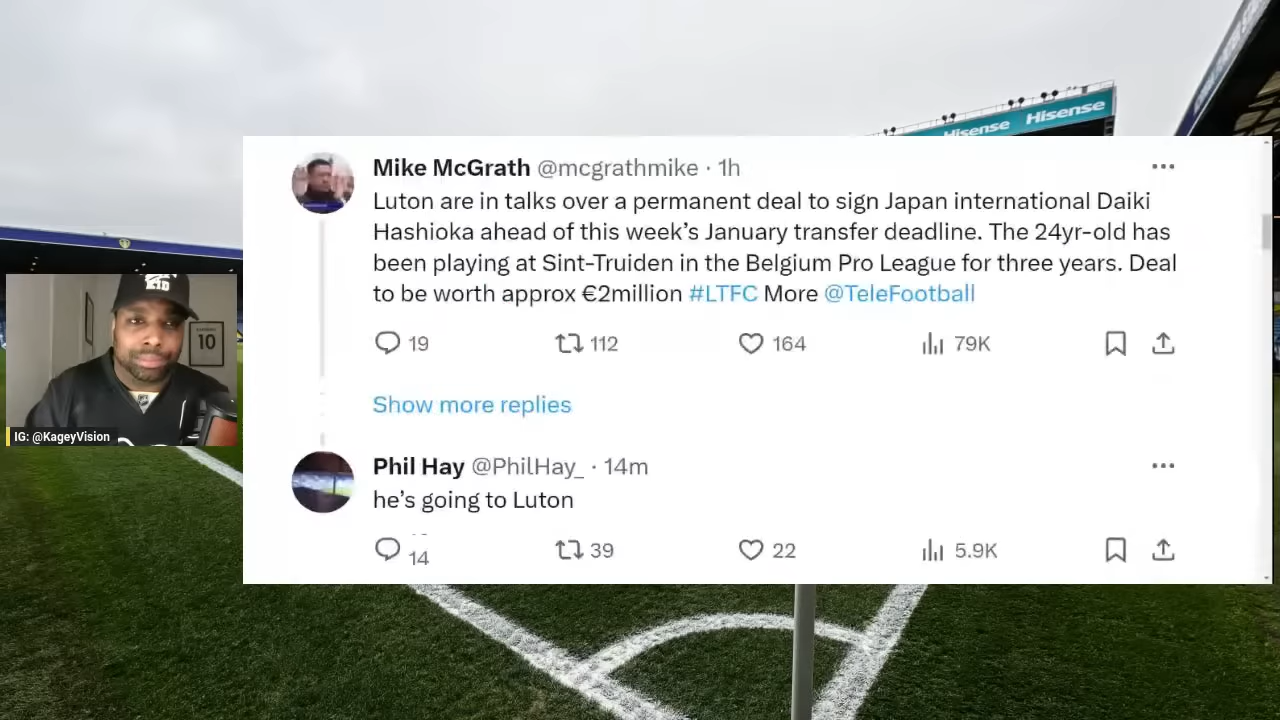 Hisense
Hisense
Mike McGrath @mcgrathmike · 1h
Luton are in talks over a permanent deal to sign Japan international Daiki
Hashioka ahead of this week's January transfer deadline. The 24yr-old has
been playing at Sint-Truiden in the Belgium Pro League for three years. Deal
to be worth approx €2million #LTFC More @TeleFootball
19 112 164 79K
Show more replies
Phil Hay @PhilHay_ · 14m
he's going to Luton
14 39 22 5.9K
10
IG: @KageyVision